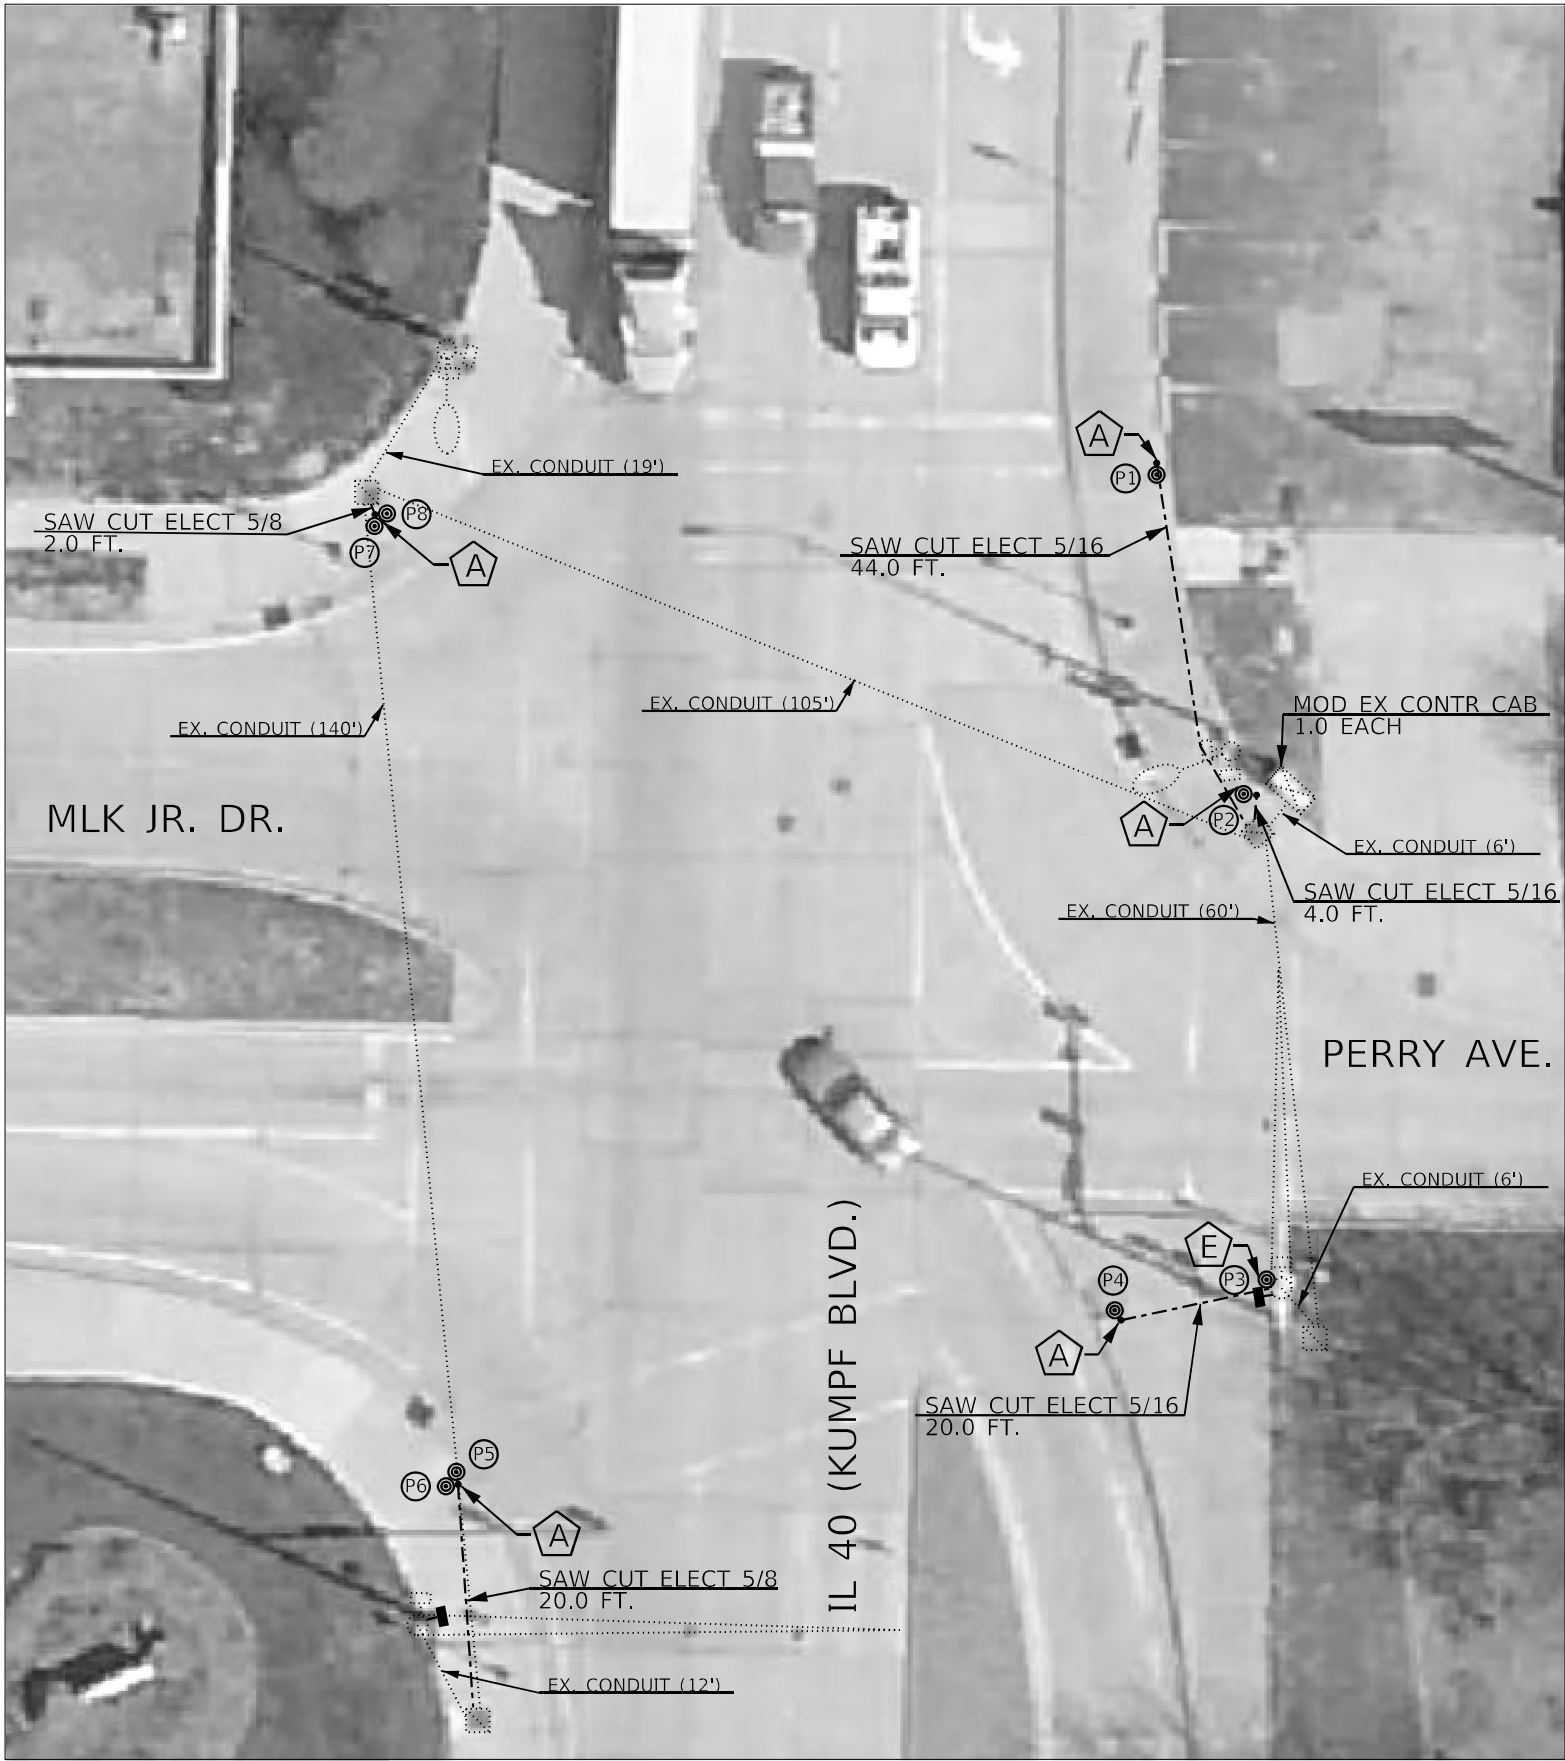 A
P1
EX. CONDUIT (19')
SAW CUT ELECT 5/8
2.0 FT.
P8
P7
A
SAW CUT ELECT 5/16
44.0 FT.
EX. CONDUIT (105')
MOD EX CONTR CAB
1.0 EACH
EX. CONDUIT (140')
MLK JR. DR.
A
P2
EX. CONDUIT (6')
SAW CUT ELECT 5/16
4.0 FT.
EX. CONDUIT (60')
PERRY AVE.
EX. CONDUIT (6')
E
P3
P4
A
IL 40 (KUMPF BLVD.)
SAW CUT ELECT 5/16
20.0 FT.
P5
P6
A
SAW CUT ELECT 5/8
20.0 FT.
EX. CONDUIT (12')